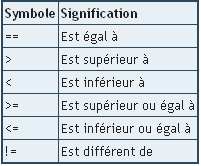 Symbole Signification
== Est égal à
> Est supérieur à
< Est inférieur à
>= Est supérieur ou égal à
<= Est inférieur ou égal à
!= Est différent de